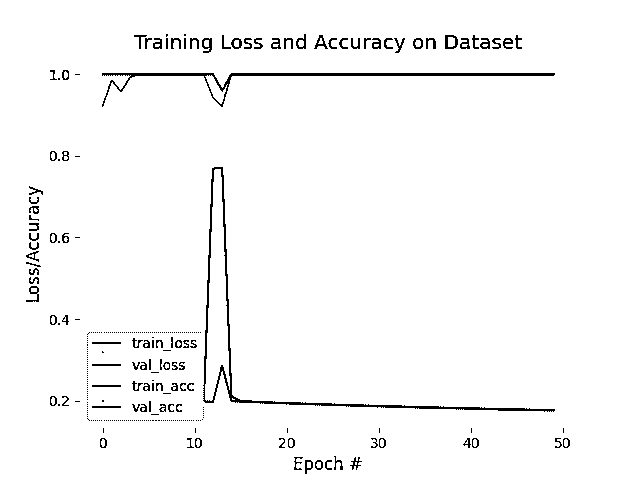 Training Loss and Accuracy on Dataset
1.0
0.8
0.6
0.4
0.2
Loss/Accuracy
train_loss
val_loss
train_acc
val_acc
0
10
20
30
40
50
Epoch #